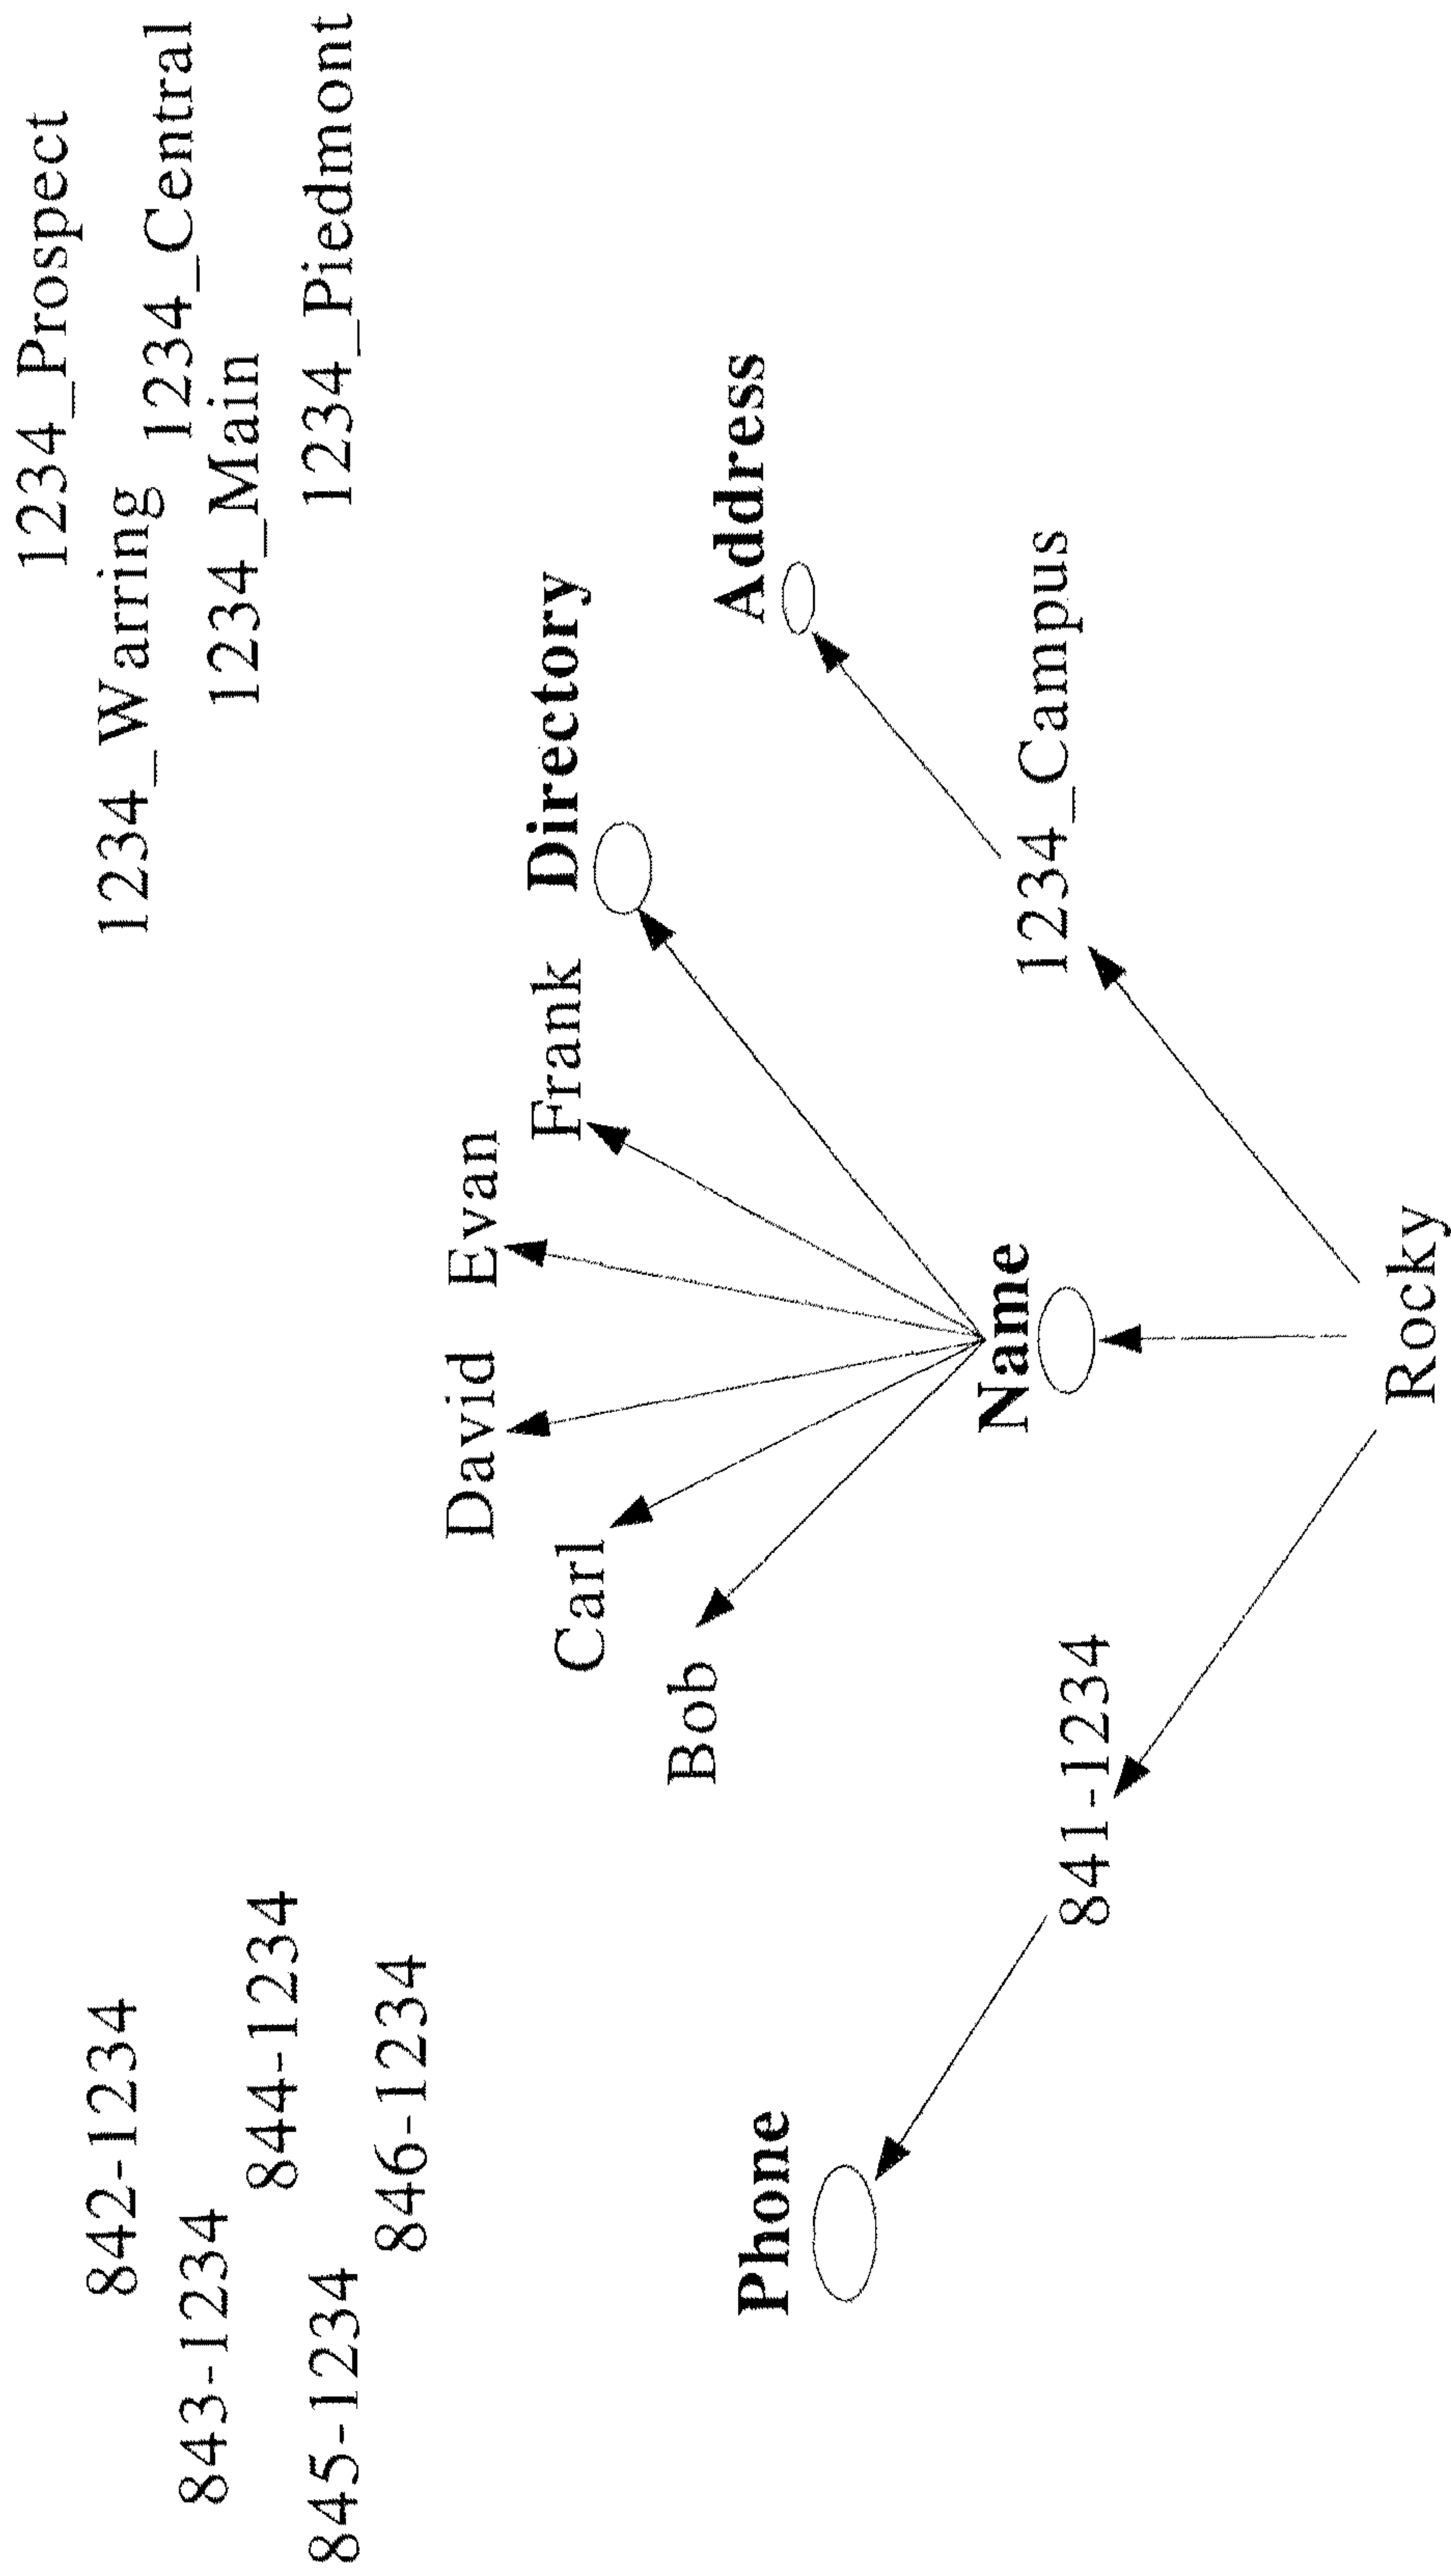 1234_Prospect
842-1234
1234_Warring
1234_Central
843-1234
1234_Main
844-1234
1234_Piedmont
845-1234
846-1234
David
Evan
Carl
Frank
Directory
Bob
Address
Phone
Name
1234_Campus
841-1234
Rocky